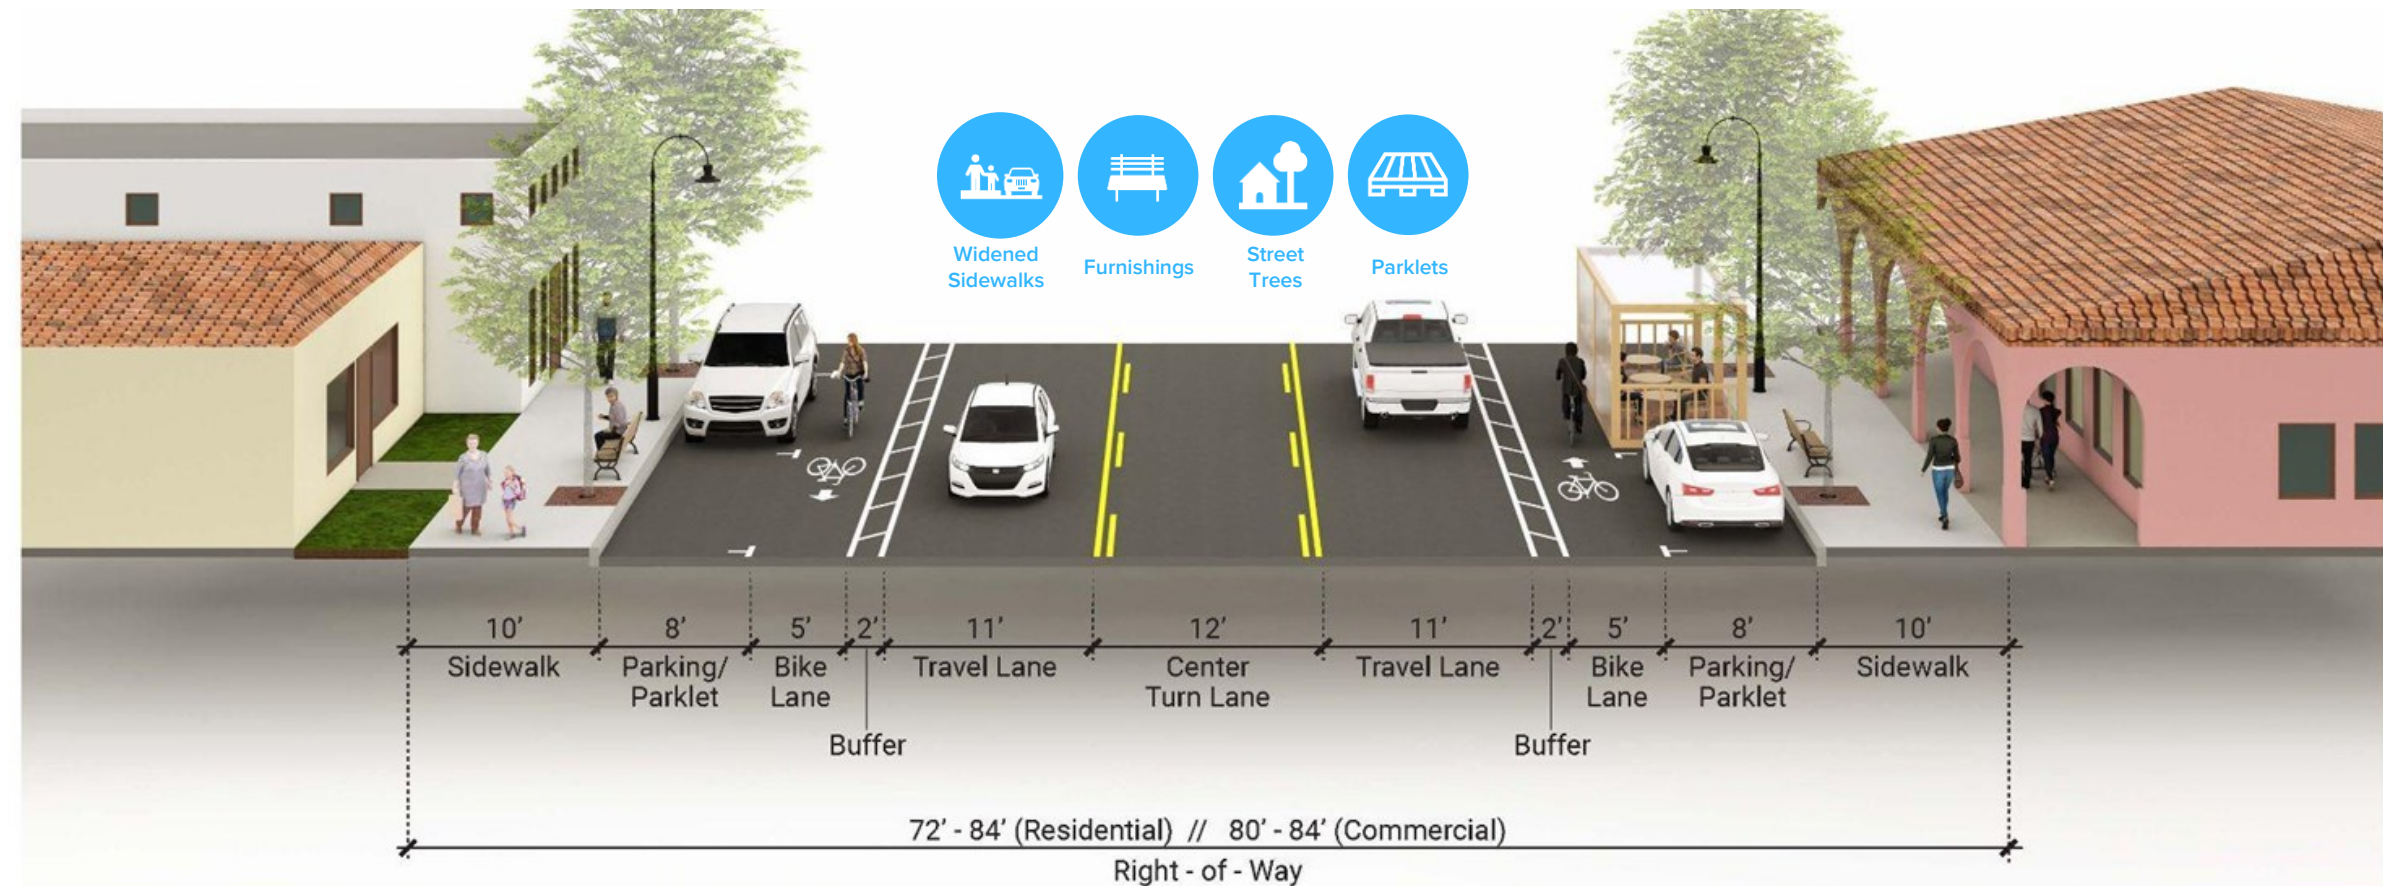 Widened
Sidewalks
Furnishings
Street
Trees
Parklets
10’ 8’ 5’ 2’ 11’ 12’ 11’ 2’ 5’ 8’ 10’
Sidewalk
Parking/
Parklet
Bike
Lane
Buffer
Travel Lane
Center
Turn Lane
Travel Lane
Buffer
Bike
Lane
Parking/
Parklet
Sidewalk
72’ - 84’ (Residential) // 80’ - 84’ (Commercial)
Right - of - Way